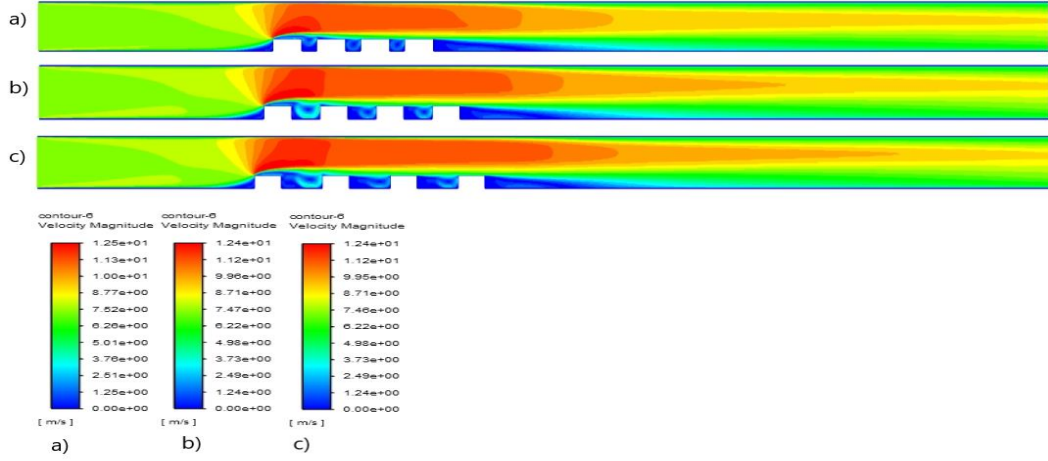 a)
b)
c)
contour-6
Velocity Magnitude
1.25e+01
1.13e+01
1.00e+01
8.77e+00
7.52e+00
6.26e+00
5.01e+00
3.76e+00
2.51e+00
1.25e+00
0.00e+00
[ m/s ]
a)
contour-6
Velocity Magnitude
1.24e+01
1.12e+01
9.96e+00
8.71e+00
7.47e+00
6.22e+00
4.98e+00
3.73e+00
2.49e+00
1.24e+00
0.00e+00
[ m/s ]
b)
contour-6
Velocity Magnitude
1.24e+01
1.12e+01
9.95e+00
8.71e+00
7.46e+00
6.22e+00
4.98e+00
3.73e+00
2.49e+00
1.24e+00
0.00e+00
[ m/s ]
c)